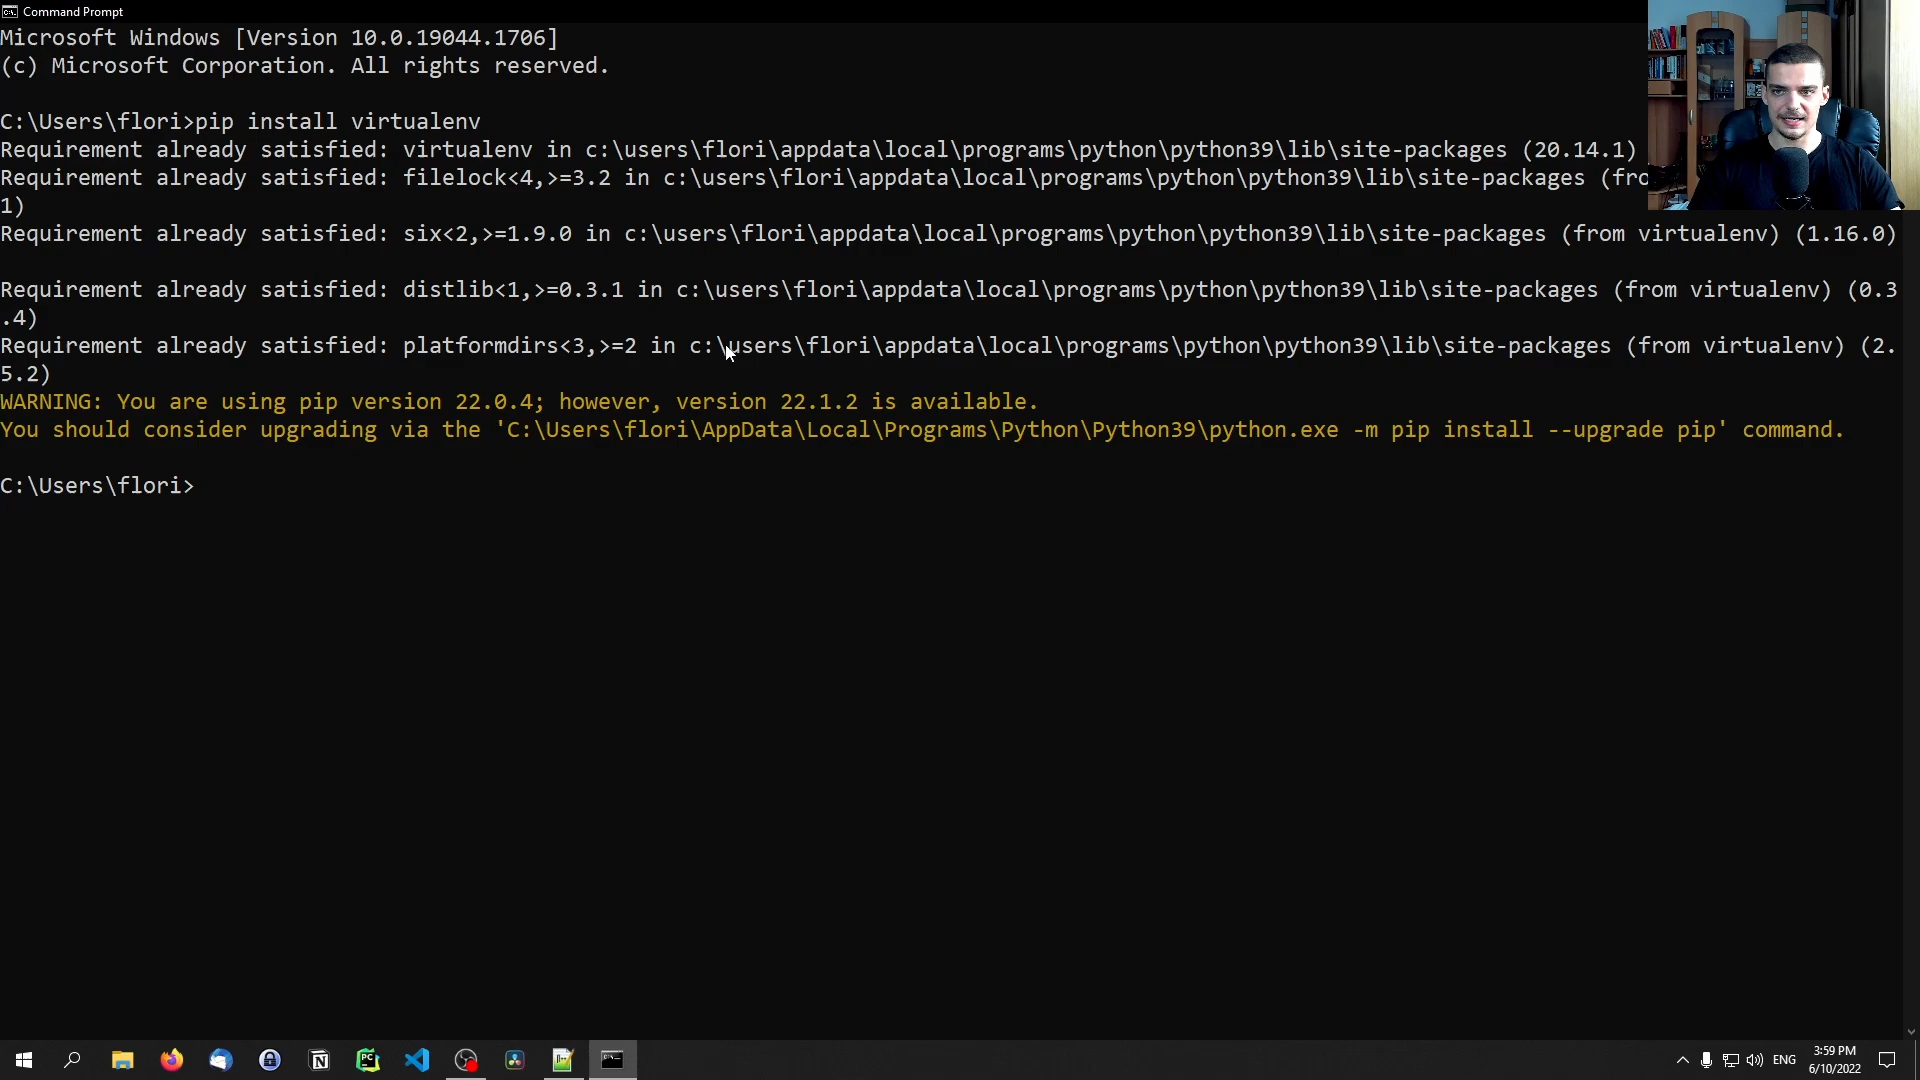 Command Prompt
Microsoft Windows [Version 10.0.19044.1706]
(c) Microsoft Corporation. All rights reserved.
C:\Users\flori>pip install virtualenv
Requirement already satisfied: virtualenv in c:\users\flori\appdata\local\programs\python\python39\lib\site-packages (20.14.1)
Requirement already satisfied: filelock<4,>=3.2 in c:\users\flori\appdata\local\programs\python\python39\lib\site-packages
1)
Requirement already satisfied: six<2,>=1.9.0 in c:\users\flori\appdata\local\programs\python\python39\lib\site-packages (from virtualenv) (1.16.0)
Requirement already satisfied: distlib<1,>=0.3.1 in c:\users\flori\appdata\local\programs\python\python39\lib\site-packages (from virtualenv) (0.3
.4)
Requirement already satisfied: platformdirs<3,>=2 in c:\users\flori\appdata\local\programs\python\python39\lib\site-packages (from virtualenv) (2.
5.2)
WARNING: You are using pip version 22.0.4; however, version 22.1.2 is available.
You should consider upgrading via the 'C:\Users\flori\AppData\Local\Programs\Python\Python39\python.exe -m pip install --upgrade pip' command.
C:\Users\flori>
ENG
3:59 PM
6/10/2022